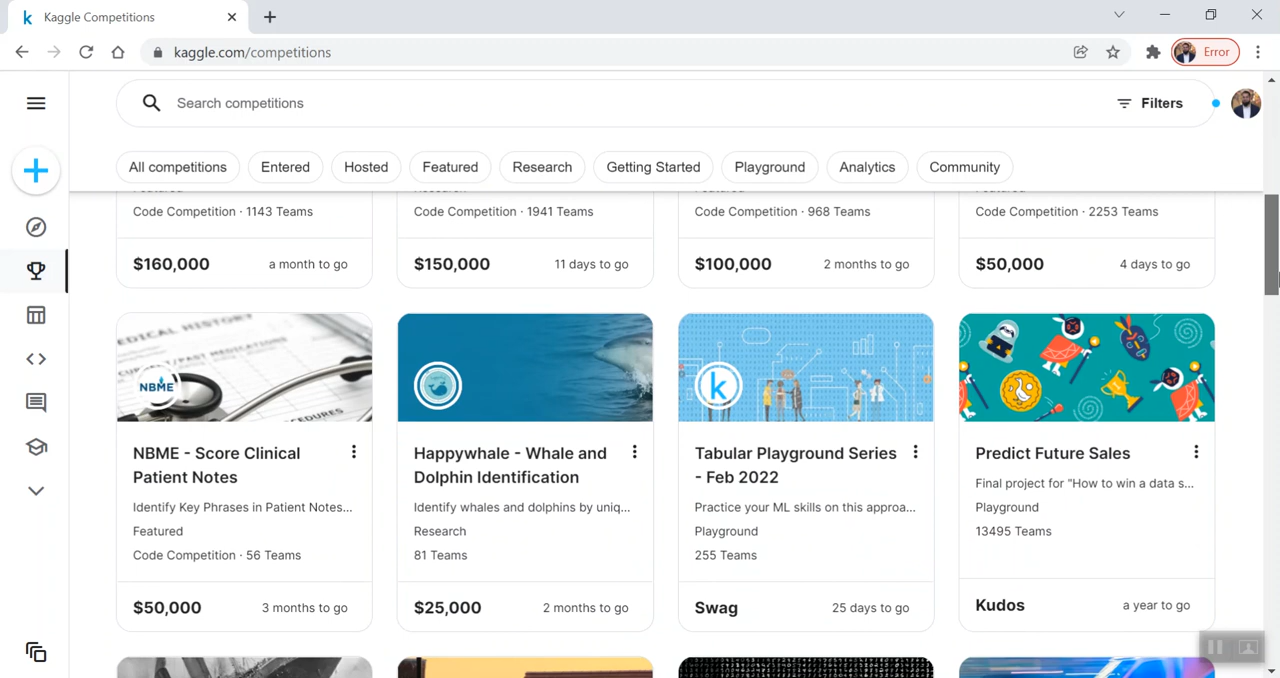 Kaggle Competitions
kaggle.com/competitions
Error
Search competitions
Filters
All competitions
Entered
Hosted
Featured
Research
Getting Started
Playground
Analytics
Community
Code Competition · 1143 Teams
$160,000
a month to go
Code Competition · 1941 Teams
$150,000
11 days to go
Code Competition · 968 Teams
$100,000
2 months to go
Code Competition · 2253 Teams
$50,000
4 days to go
MEDICAL HISTORY
NBME
NBME - Score Clinical
Patient Notes
Identify Key Phrases in Patient Notes...
Featured
Code Competition · 56 Teams
$50,000
3 months to go
Happywhale - Whale and
Dolphin Identification
Identify whales and dolphins by uniq...
Research
81 Teams
$25,000
2 months to go
k
Tabular Playground Series
- Feb 2022
Practice your ML skills on this approa...
Playground
255 Teams
Swag
25 days to go
Predict Future Sales
Final project for "How to win a data s...
Playground
13495 Teams
Kudos
a year to go